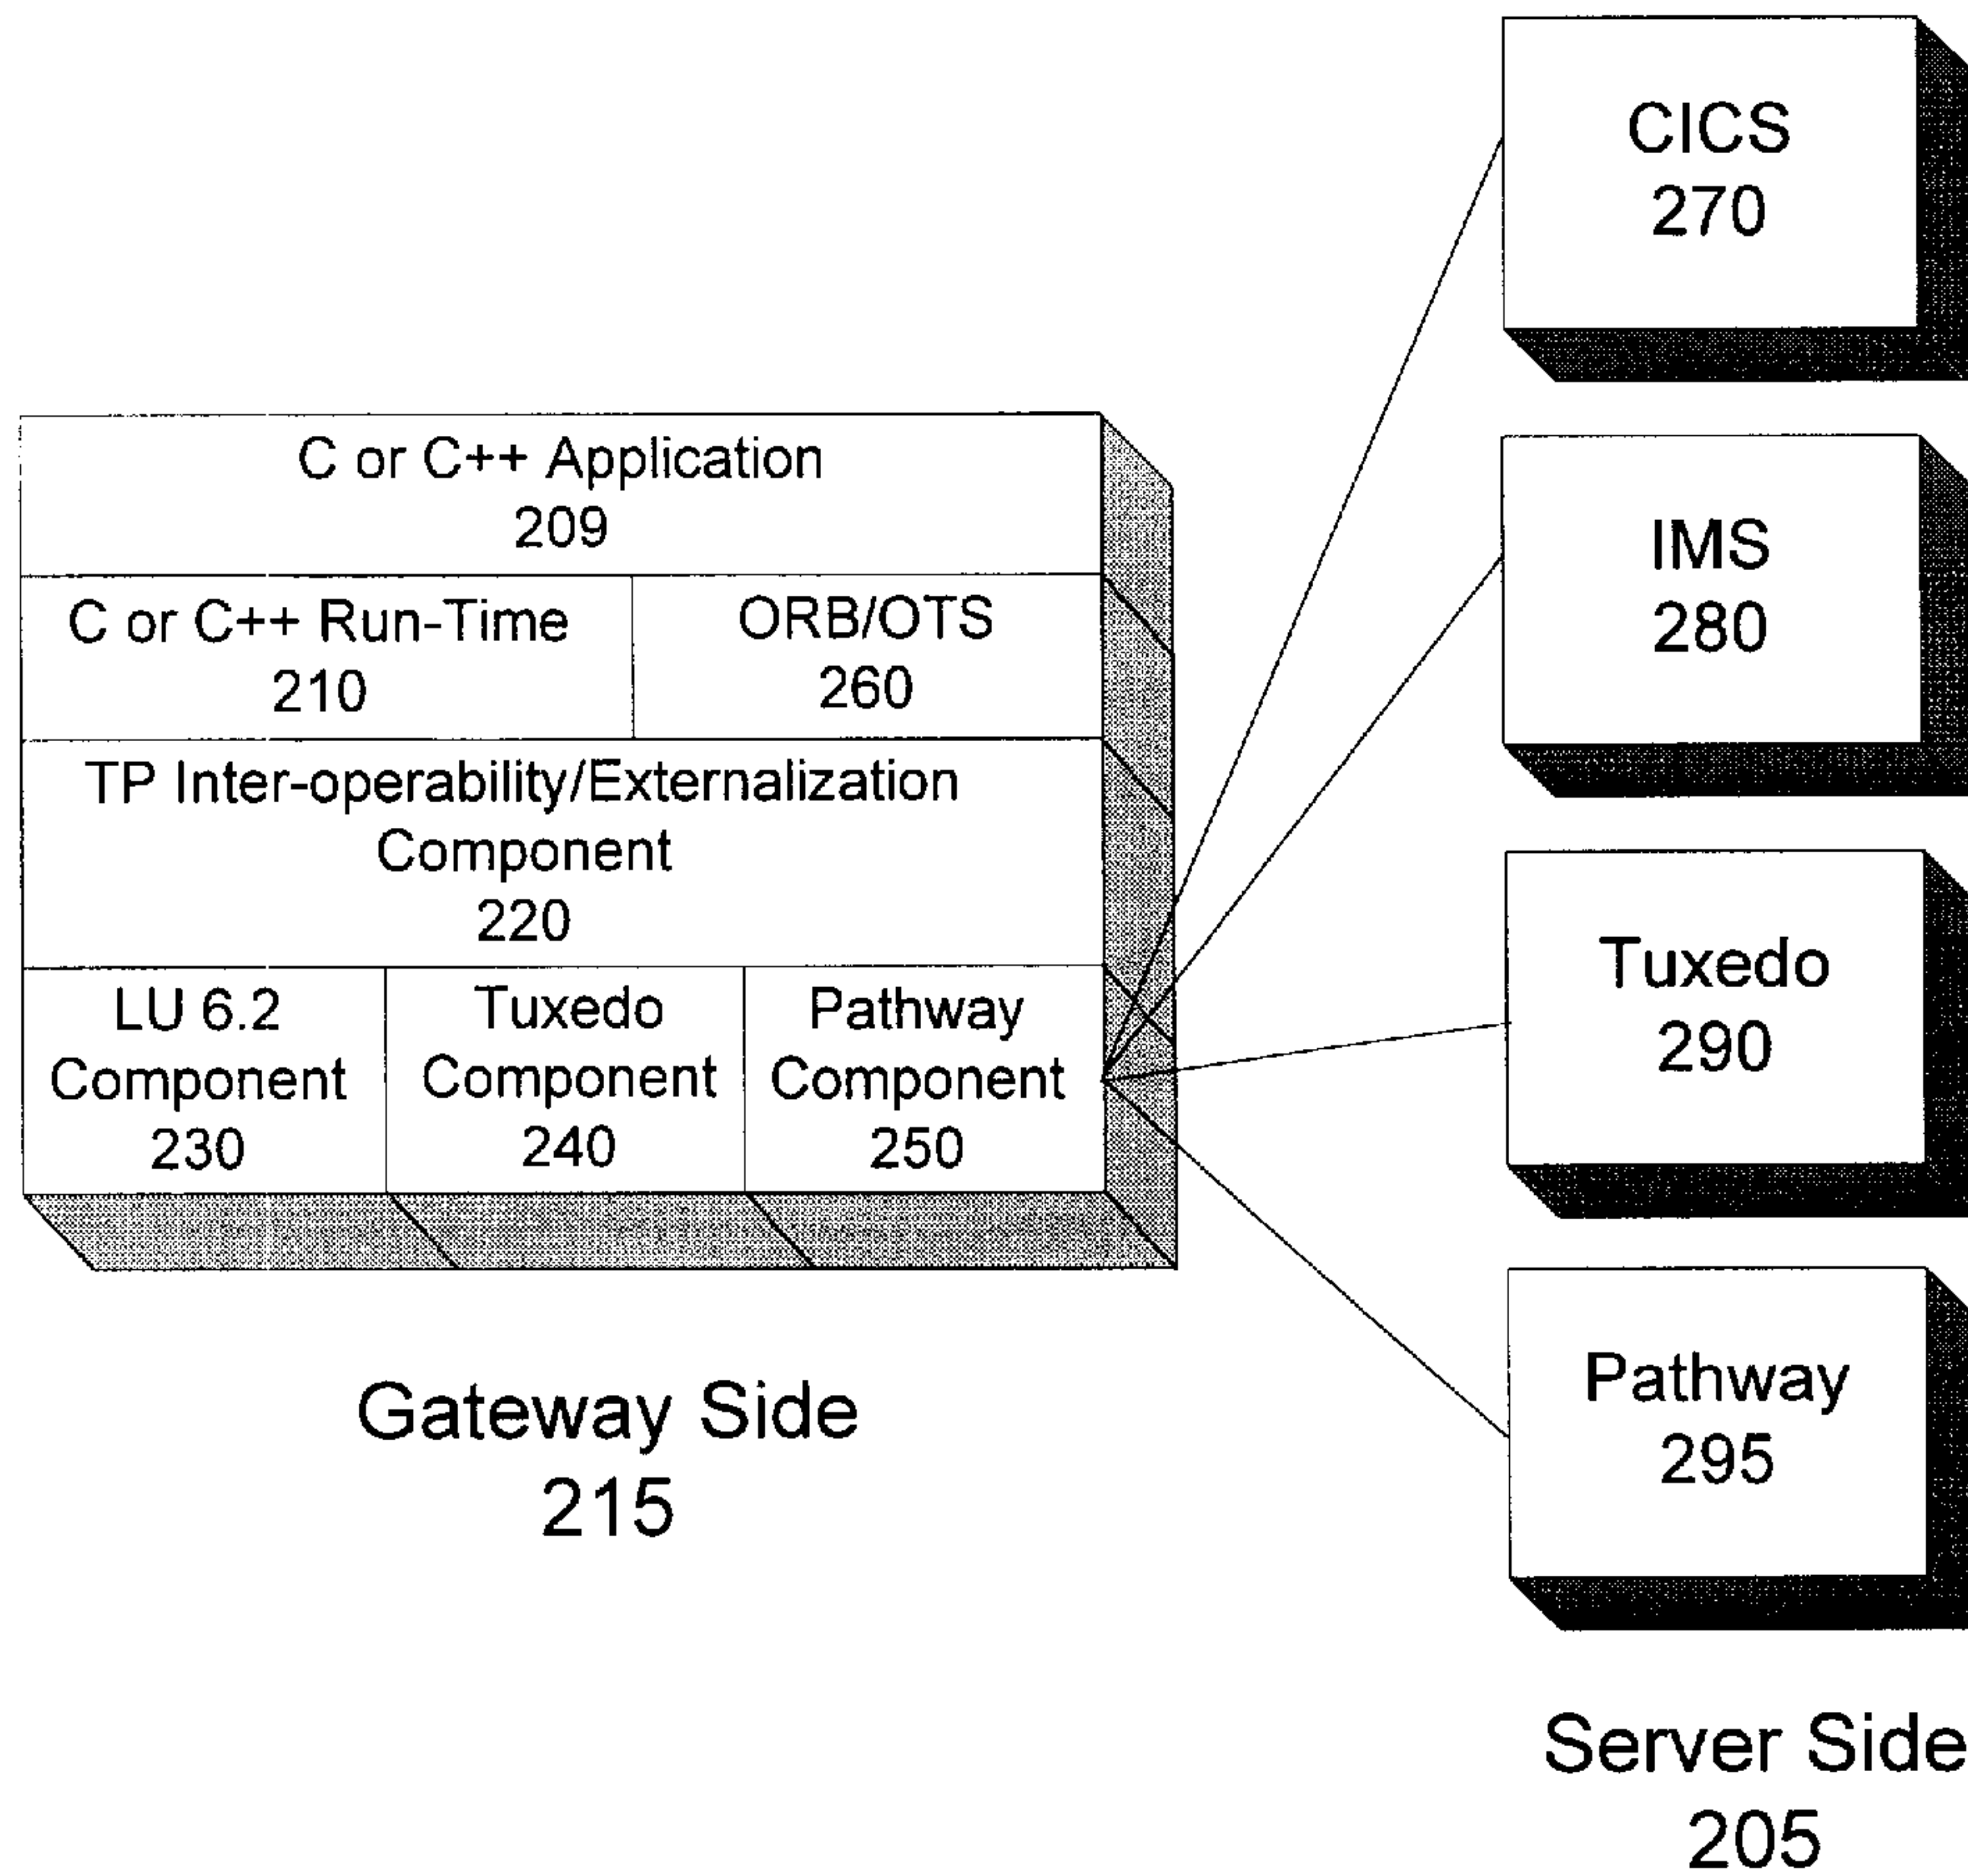 C or C++ Application
209
C or C++ Run-Time
210
ORB/OTS
260
TP Inter-operability/Externalization
Component
220
LU 6.2
Component
230
Tuxedo
Component
240
Pathway
Component
250
Gateway Side
215
CICS
270
IMS
280
Tuxedo
290
Pathway
295
Server Side
205